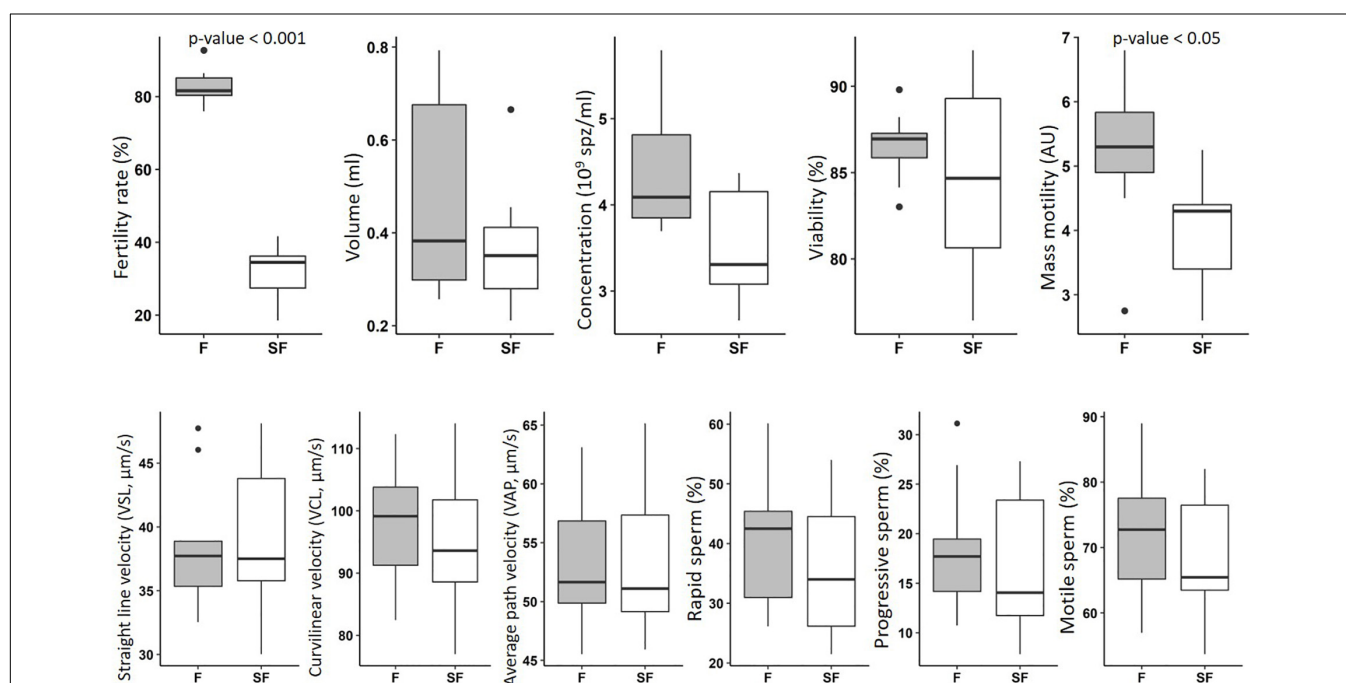 p-value < 0.001
Fertility rate (%)
80
60
40
20
F SF
Volume (ml)
0.8
0.6
0.4
0.2
F SF
Concentration (10⁹ spz/ml)
5
4
3
F SF
Viability (%)
90
85
80
F SF
p-value < 0.05
Mass motility (AU)
7
6
5
4
3
F SF
Straight line velocity (VSL, µm/s)
45
40
35
30
F SF
Curvilinear velocity (VCL, µm/s)
110
100
90
80
F SF
Average path velocity (VAP, µm/s)
65
60
55
50
45
F SF
Rapid sperm (%)
60
50
40
30
20
F SF
Progressive sperm (%)
30
25
20
15
10
F SF
Motile sperm (%)
90
80
70
60
F SF